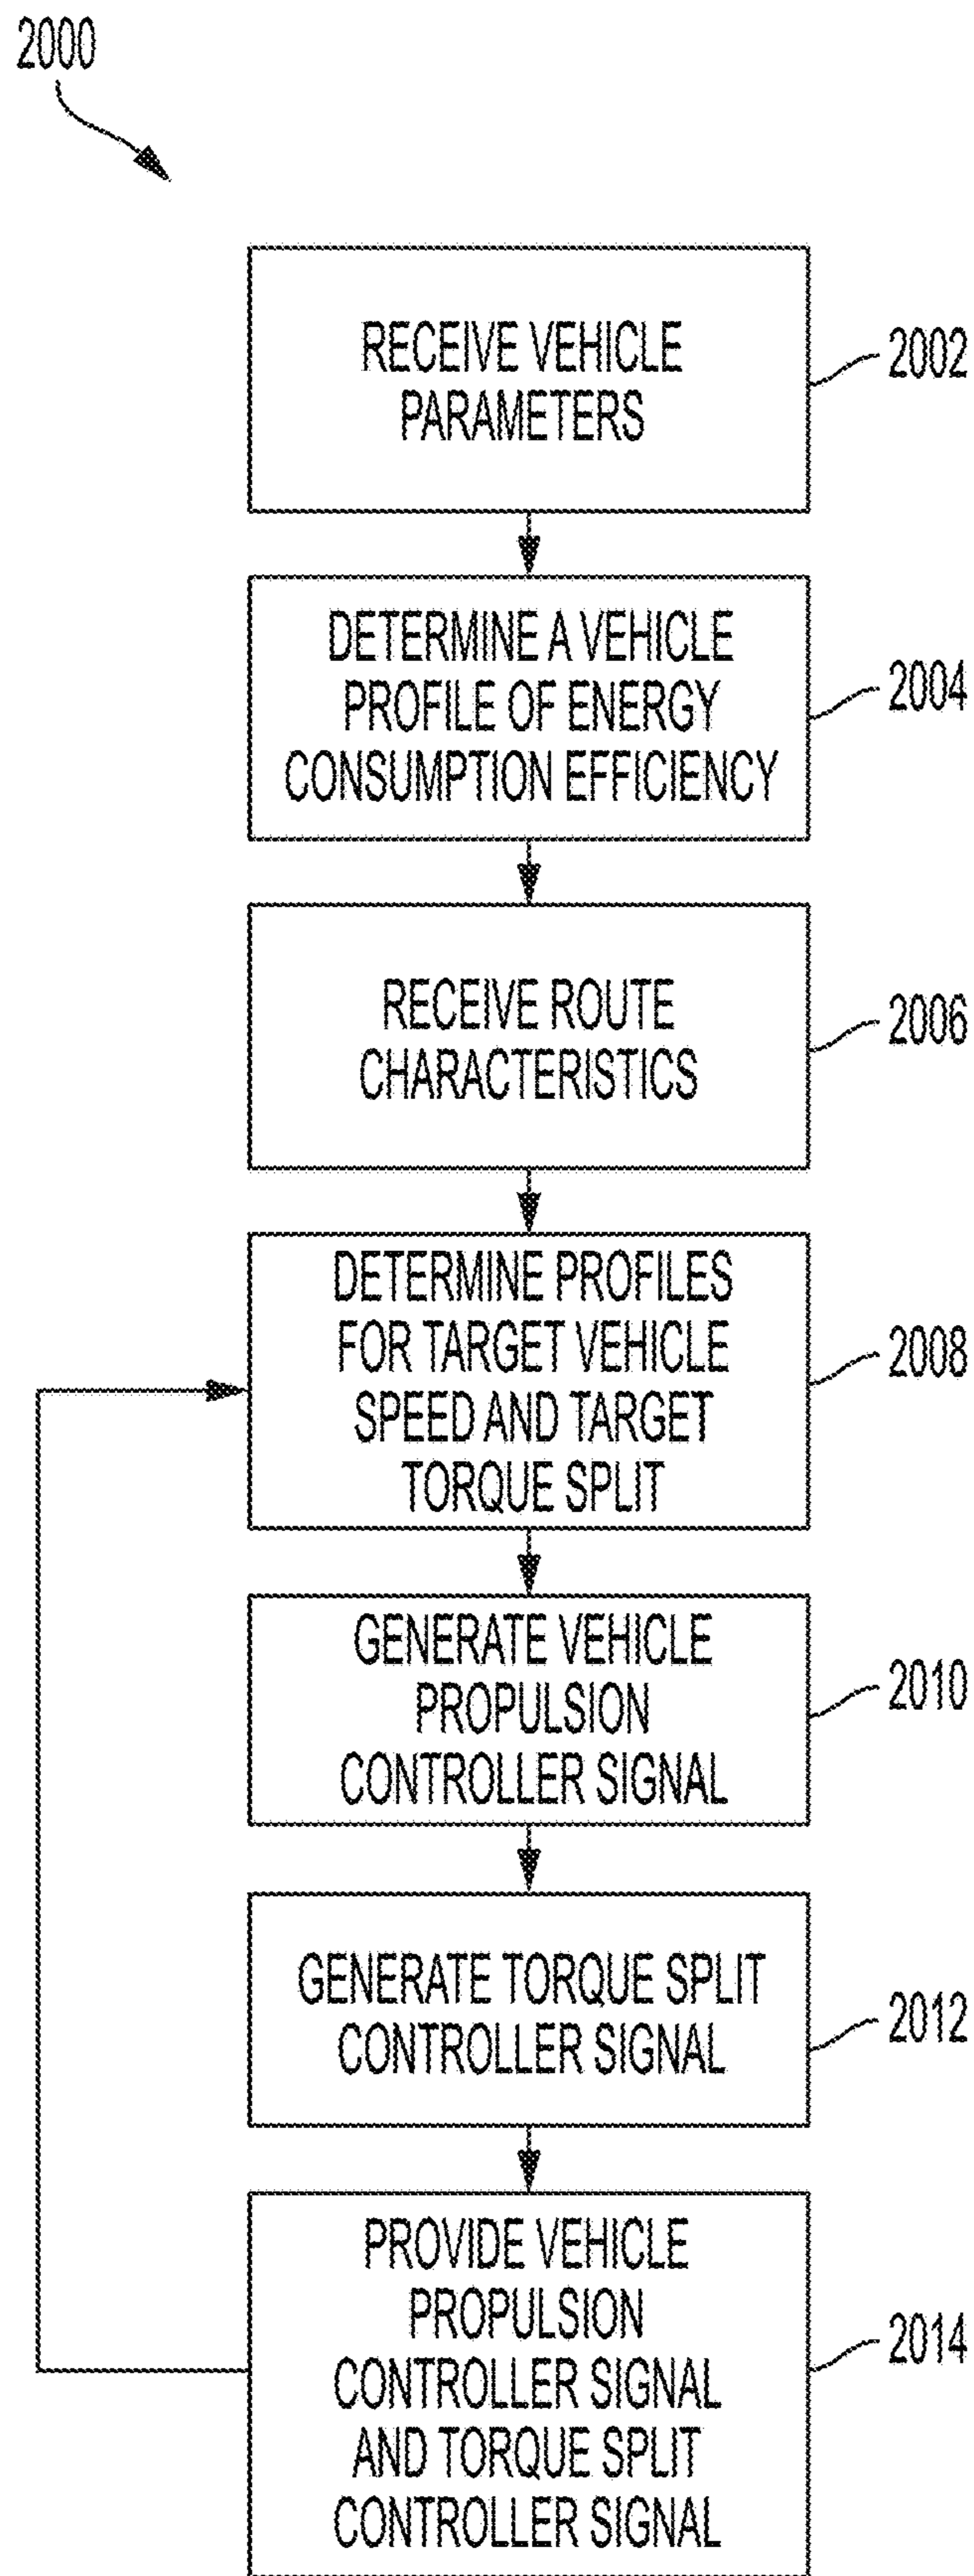 2000
RECEIVE VEHICLE
PARAMETERS
2002
DETERMINE A VEHICLE
PROFILE OF ENERGY
CONSUMPTION EFFICIENCY
2004
RECEIVE ROUTE
CHARACTERISTICS
2006
DETERMINE PROFILES
FOR TARGET VEHICLE
SPEED AND TARGET
TORQUE SPLIT
2008
GENERATE VEHICLE
PROPULSION
CONTROLLER SIGNAL
2010
GENERATE TORQUE SPLIT
CONTROLLER SIGNAL
2012
PROVIDE VEHICLE
PROPULSION
CONTROLLER SIGNAL
AND TORQUE SPLIT
CONTROLLER SIGNAL
2014